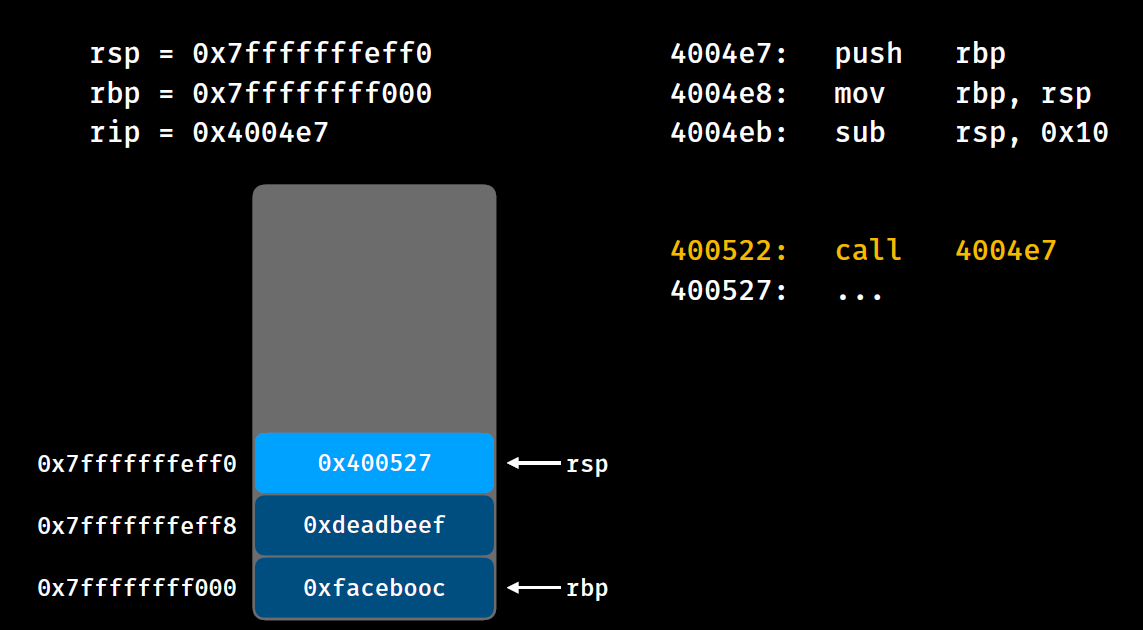 rsp = 0x7fffffffeff0
rbp = 0x7ffffffff000
rip = 0x4004e7
4004e7: push rbp
4004e8: mov rbp, rsp
4004eb: sub rsp, 0x10
400522: call 4004e7
400527: ...
0x7fffffffeff0 0x400527 rsp
0x7fffffffeff8 0xdeadbeef
0x7ffffffff000 0xfacebooc rbp